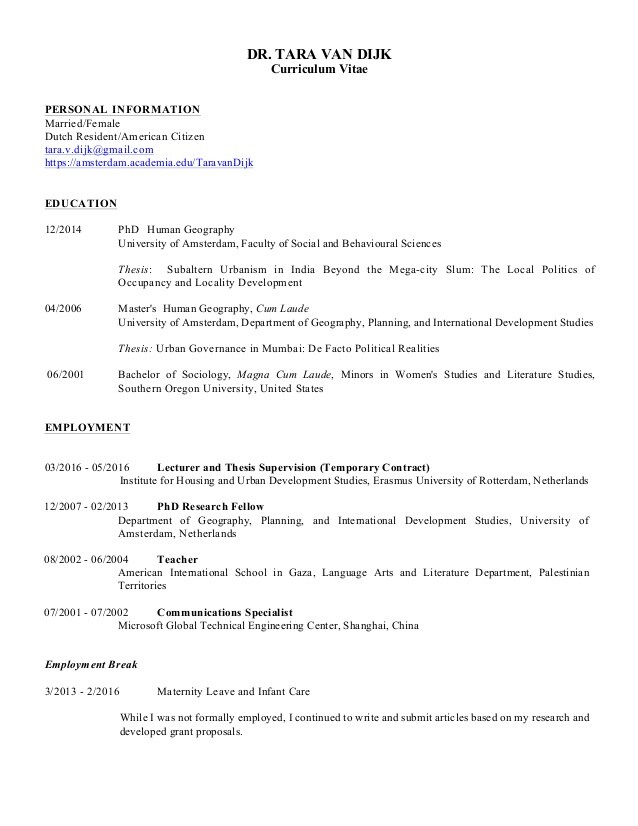 DR. TARA VAN DIJK
Curriculum Vitae
PERSONAL INFORMATION
Married/Female
Dutch Resident/American Citizen
tara.v.dijk@gmail.com
https://amsterdam.academia.edu/TaravanDijk
EDUCATION
12/2014 PhD Human Geography
University of Amsterdam, Faculty of Social and Behavioural Sciences
Thesis: Subaltern Urbanism in India Beyond the Mega-city Slum: The Local Politics of
Occupancy and Locality Development
04/2006 Master's Human Geography, Cum Laude
University of Amsterdam, Department of Geography, Planning, and International Development Studies
Thesis: Urban Governance in Mumbai: De Facto Political Realities
06/2001 Bachelor of Sociology, Magna Cum Laude, Minors in Women's Studies and Literature Studies,
Southern Oregon University, United States
EMPLOYMENT
03/2016 - 05/2016 Lecturer and Thesis Supervision (Temporary Contract)
Institute for Housing and Urban Development Studies, Erasmus University of Rotterdam, Netherlands
12/2007 - 02/2013 PhD Research Fellow
Department of Geography, Planning, and International Development Studies, University of
Amsterdam, Netherlands
08/2002 - 06/2004 Teacher
American International School in Gaza, Language Arts and Literature Department, Palestinian
Territories
07/2001 - 07/2002 Communications Specialist
Microsoft Global Technical Engineering Center, Shanghai, China
Employment Break
3/2013 - 2/2016 Maternity Leave and Infant Care
While I was not formally employed, I continued to write and submit articles based on my research and
developed grant proposals.